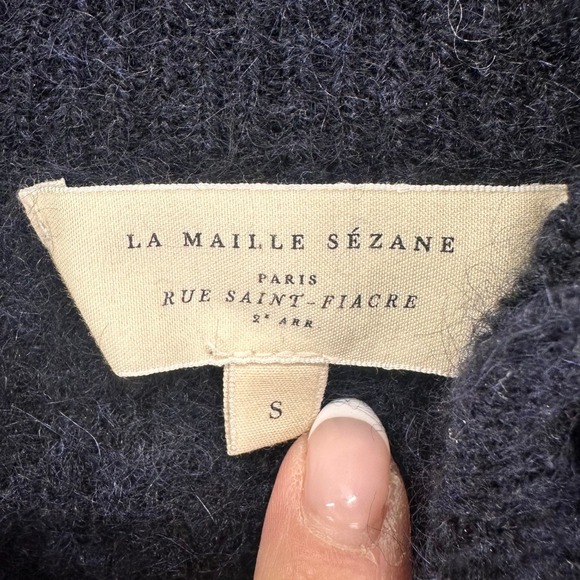 LA MAILLE SÉZANE
PARIS
RUE SAINT-FIACRE
2E ARR
S